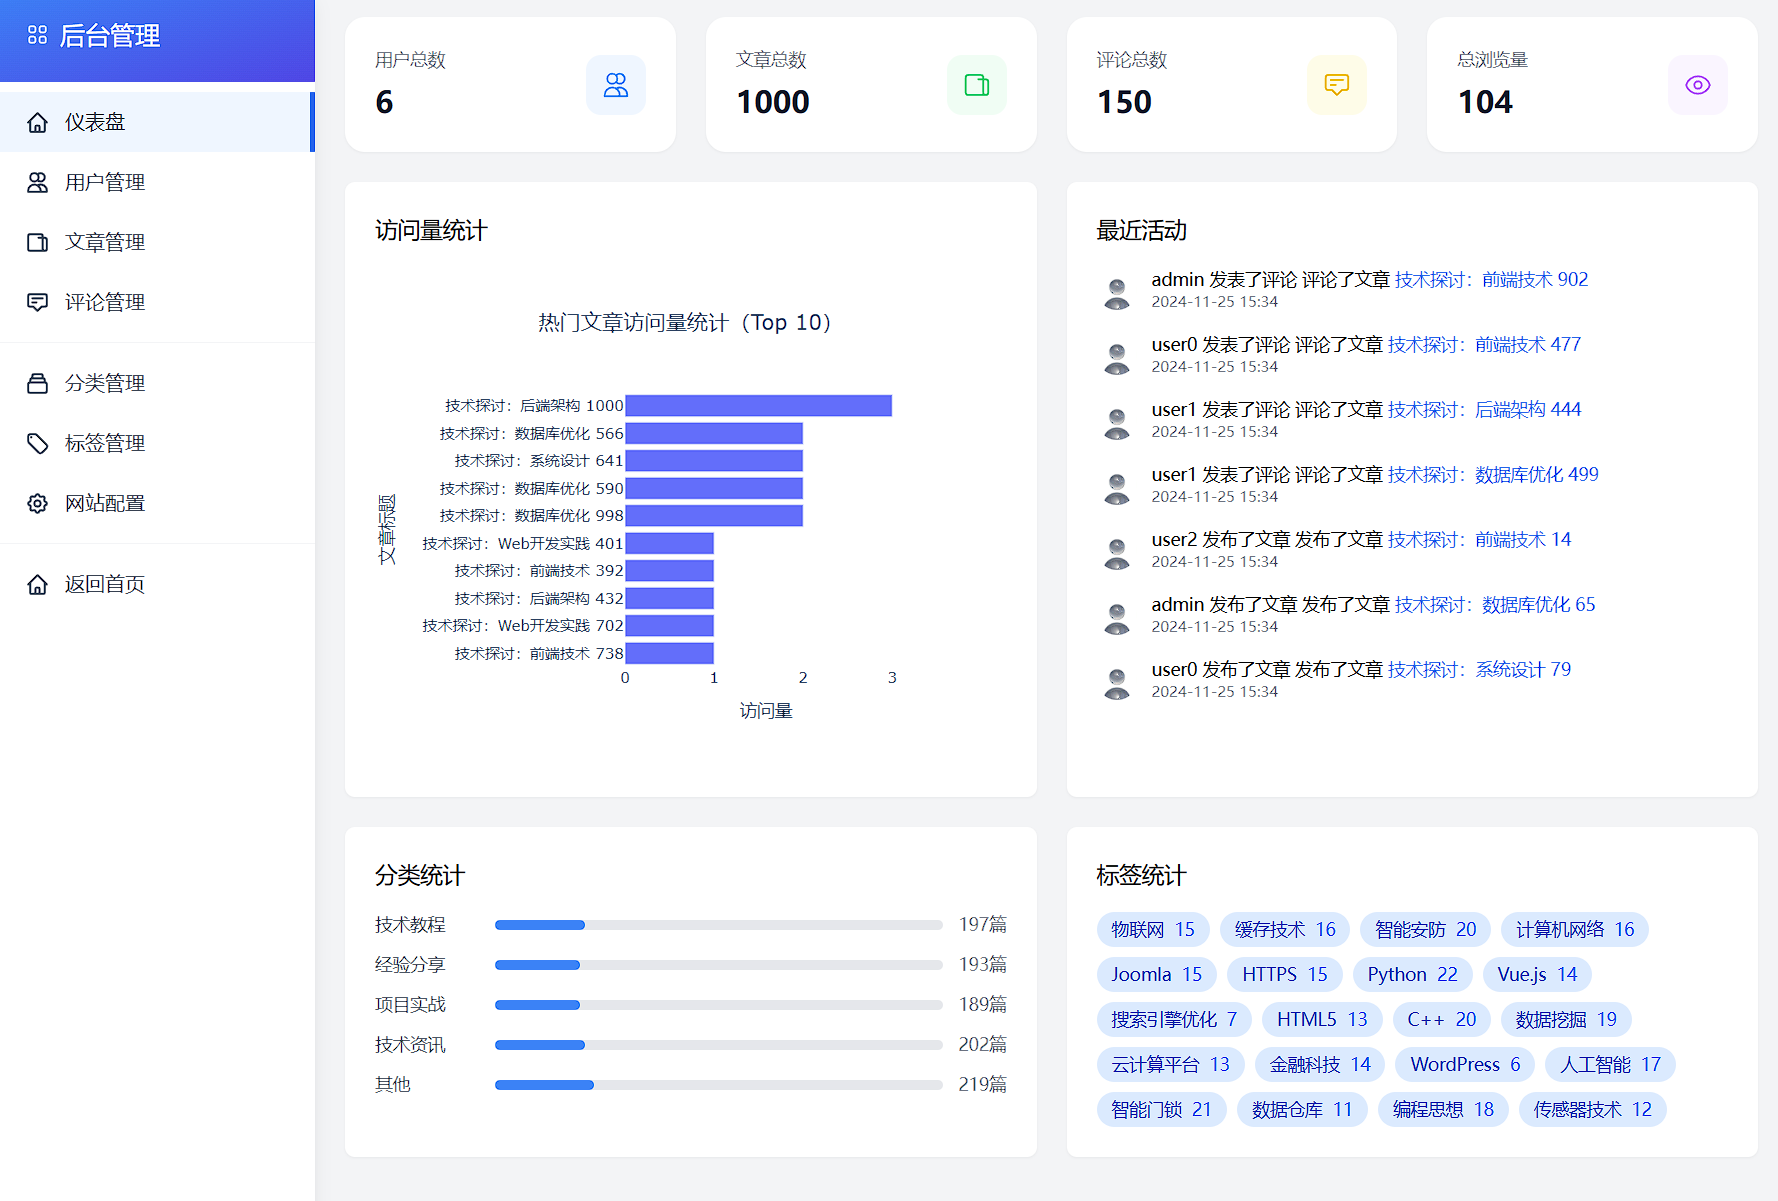 后台管理
仪表盘
用户管理
文章管理
评论管理
分类管理
标签管理
网站配置
返回首页
用户总数
6
文章总数
1000
评论总数
150
总浏览量
104
访问量统计
热门文章访问量统计（Top 10）
文章标题
技术探讨：后端架构 1000
技术探讨：数据库优化 566
技术探讨：系统设计 641
技术探讨：数据库优化 590
技术探讨：数据库优化 998
技术探讨：Web开发实践 401
技术探讨：前端技术 392
技术探讨：后端架构 432
技术探讨：Web开发实践 702
技术探讨：前端技术 738
0 1 2 3
访问量
最近活动
admin 发表了评论 评论了文章 技术探讨：前端技术 902
2024-11-25 15:34
user0 发表了评论 评论了文章 技术探讨：前端技术 477
2024-11-25 15:34
user1 发表了评论 评论了文章 技术探讨：后端架构 444
2024-11-25 15:34
user1 发表了评论 评论了文章 技术探讨：数据库优化 499
2024-11-25 15:34
user2 发布了文章 发布了文章 技术探讨：前端技术 14
2024-11-25 15:34
admin 发布了文章 发布了文章 技术探讨：数据库优化 65
2024-11-25 15:34
user0 发布了文章 发布了文章 技术探讨：系统设计 79
2024-11-25 15:34
分类统计
技术教程 197篇
经验分享 193篇
项目实战 189篇
技术资讯 202篇
其他 219篇
标签统计
物联网 15 缓存技术 16 智能安防 20 计算机网络 16
Joomla 15 HTTPS 15 Python 22 Vue.js 14
搜索引擎优化 7 HTML5 13 C++ 20 数据挖掘 19
云计算平台 13 金融科技 14 WordPress 6 人工智能 17
智能门锁 21 数据仓库 11 编程思想 18 传感器技术 12